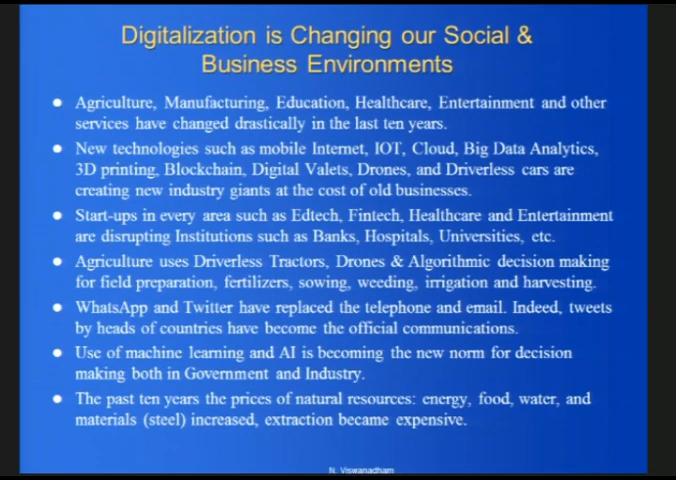 Digitalization is Changing our Social &
Business Environments
● Agriculture, Manufacturing, Education, Healthcare, Entertainment and other
services have changed drastically in the last ten years.
● New technologies such as mobile Internet, IOT, Cloud, Big Data Analytics,
3D printing, Blockchain, Digital Valets, Drones, and Driverless cars are
creating new industry giants at the cost of old businesses.
● Start-ups in every area such as Edtech, Fintech, Healthcare and Entertainment
are disrupting Institutions such as Banks, Hospitals, Universities, etc.
● Agriculture uses Driverless Tractors, Drones & Algorithmic decision making
for field preparation, fertilizers, sowing, weeding, irrigation and harvesting.
● WhatsApp and Twitter have replaced the telephone and email. Indeed, tweets
by heads of countries have become the official communications.
● Use of machine learning and AI is becoming the new norm for decision
making both in Government and Industry.
● The past ten years the prices of natural resources: energy, food, water, and
materials (steel) increased, extraction became expensive.
N. Viswanadham